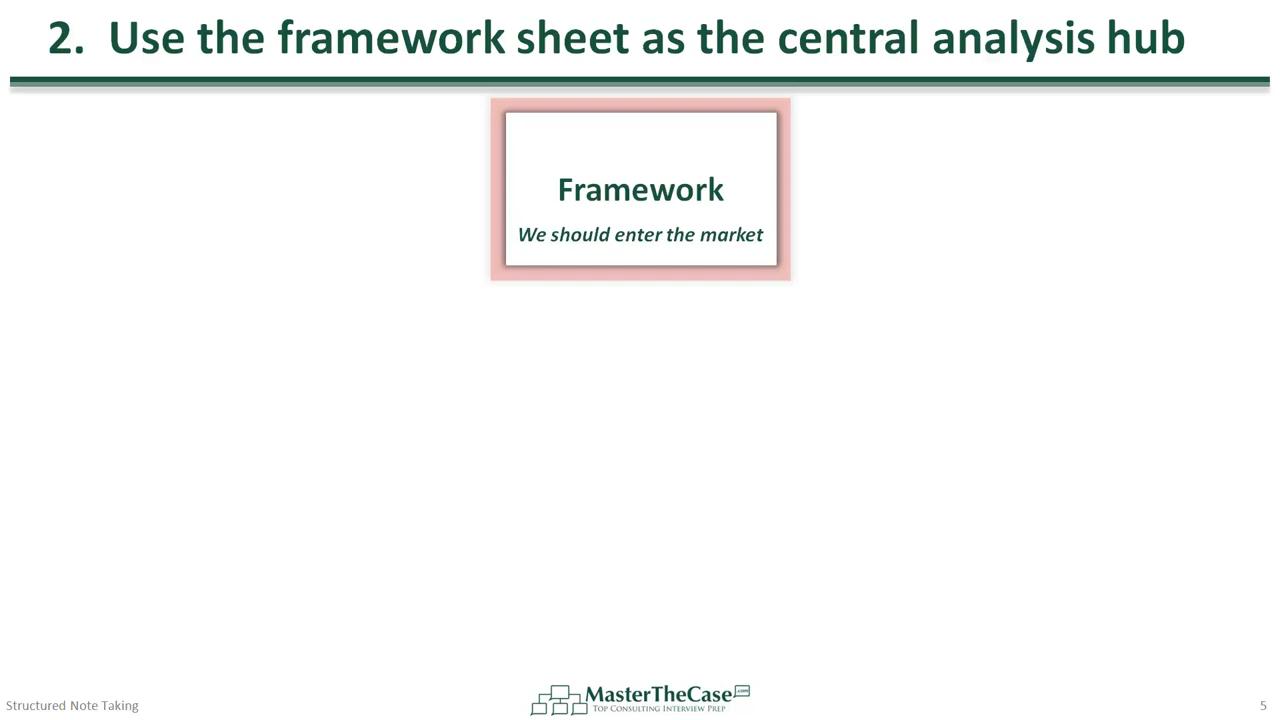 2. Use the framework sheet as the central analysis hub
Framework
We should enter the market
Structured Note Taking
MasterTheCase.com
Top Consulting Interview Prep
5